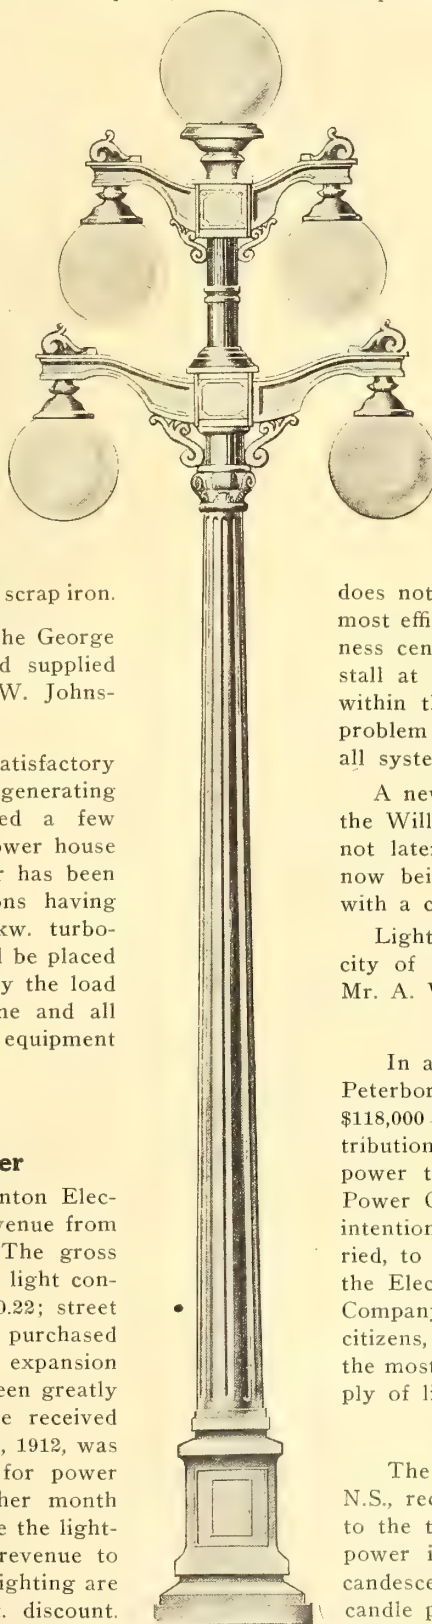 scrap iron.
he George
d supplied
W. Johns-
atisfactory
generating
ed a few
ower house
r has been
ons having
kw. turbo-
l be placed
y the load
ne and all
equipment
er
nton Elec-
venue from
The gross
light con-
0.22; street
purchased
expansion
een greatly
e received
, 1912, was
for power
her month
e the light-
revenue to
ighting are
. discount.
does not
most effi
ness cen
stall at
within th
problem
all syste
A nev
the Will
not later
now bei
with a c
Light
city of
Mr. A. V
In a
Peterbor
$118,000
tribution
power t
Power C
intention
ried, to
the Elec
Company
citizens,
the most
ply of li
The
N.S., rec
to the t
power i
candesce
candle p